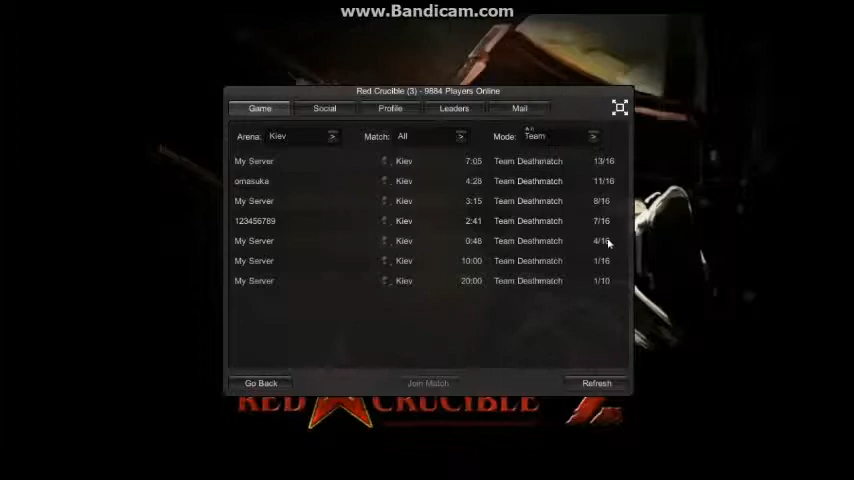 www.Bandicam.com
Red Crucible (3) - 9884 Players Online
Game Social Profile Leaders Mail
Arena: Kiev > Match: All > Mode: Team >
My Server Kiev 7:05 Team Deathmatch 13/16
omasuka Kiev 4:28 Team Deathmatch 11/16
My Server Kiev 3:15 Team Deathmatch 8/16
123456789 Kiev 2:41 Team Deathmatch 7/16
My Server Kiev 0:48 Team Deathmatch 4/16
My Server Kiev 10:00 Team Deathmatch 1/16
My Server Kiev 20:00 Team Deathmatch 1/10
Go Back Join Match Refresh
RED CRUCIBLE 2